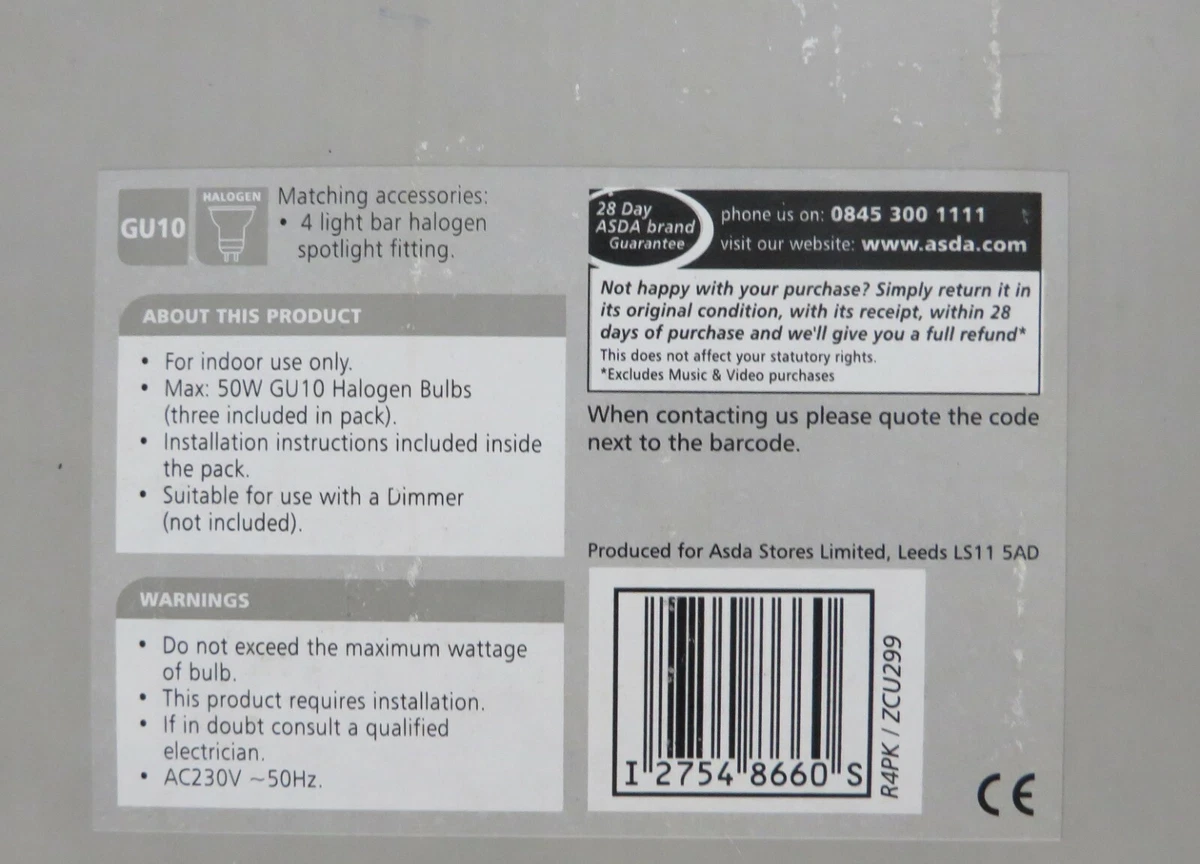 GU10
HALOGEN
Matching accessories:
• 4 light bar halogen
spotlight fitting.
ABOUT THIS PRODUCT
• For indoor use only.
• Max: 50W GU10 Halogen Bulbs
(three included in pack).
• Installation instructions included inside
the pack.
• Suitable for use with a Dimmer
(not included).
WARNINGS
• Do not exceed the maximum wattage
of bulb.
• This product requires installation.
• If in doubt consult a qualified
electrician.
• AC230V ~50Hz.
28 Day
ASDA brand
Guarantee
phone us on: 0845 300 1111
visit our website: www.asda.com
Not happy with your purchase? Simply return it in
its original condition, with its receipt, within 28
days of purchase and we'll give you a full refund*
This does not affect your statutory rights.
*Excludes Music & Video purchases
When contacting us please quote the code
next to the barcode.
Produced for Asda Stores Limited, Leeds LS11 5AD
I"2754"8660"S
R4PK / ZCU299
CE